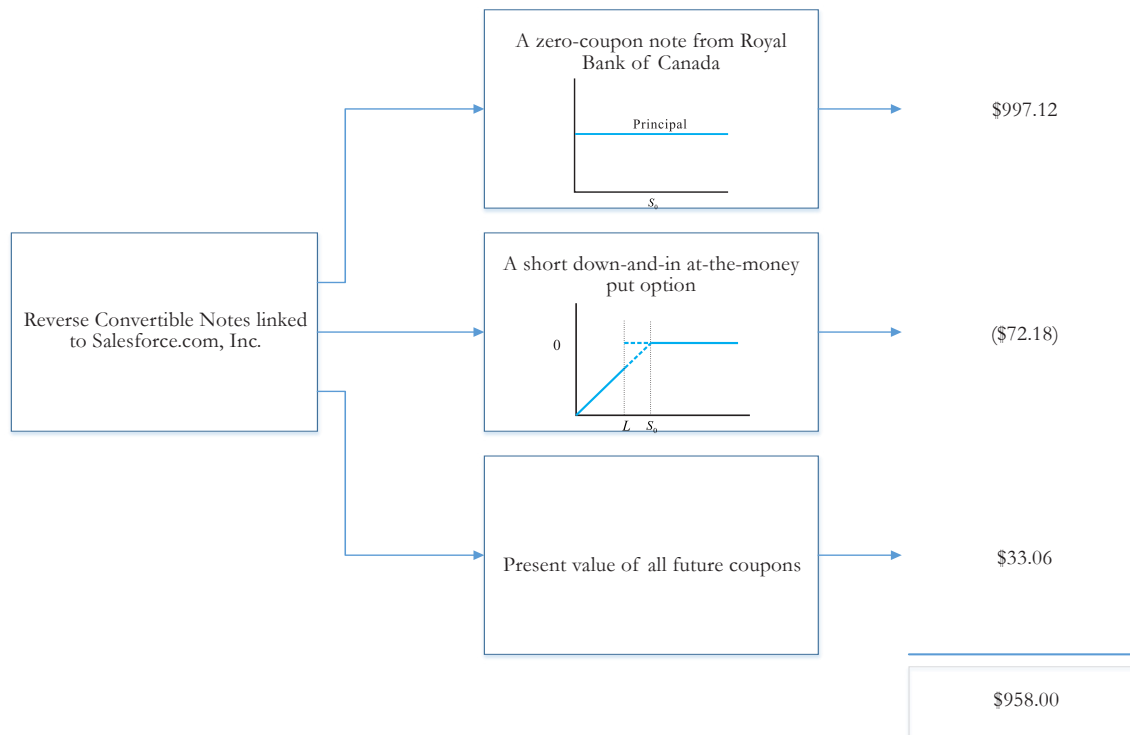 Reverse Convertible Notes linked
to Salesforce.com, Inc.
A zero-coupon note from Royal
Bank of Canada
Principal
S₀
$997.12
A short down-and-in at-the-money
put option
0
L S₀
($72.18)
Present value of all future coupons
$33.06
$958.00